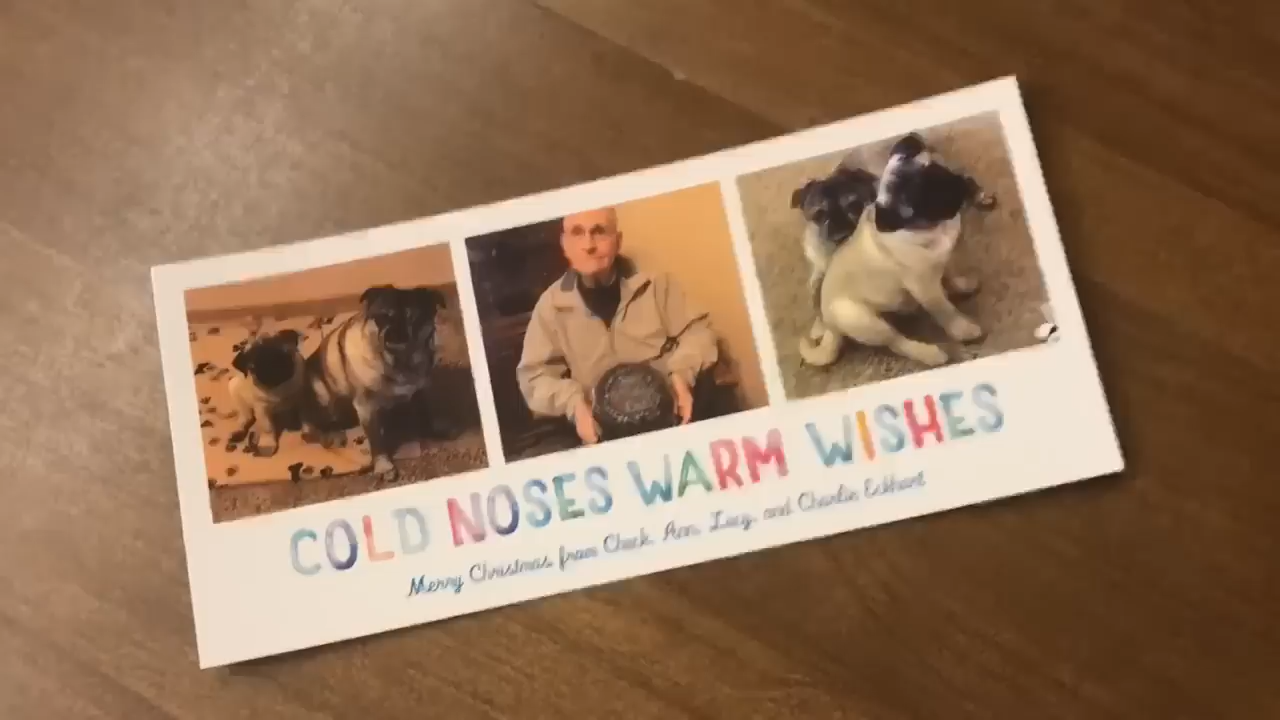 COLD NOSES WARM WISHES
Merry Christmas from Chuck, Ann, Lucy, and Charlie Eckhart